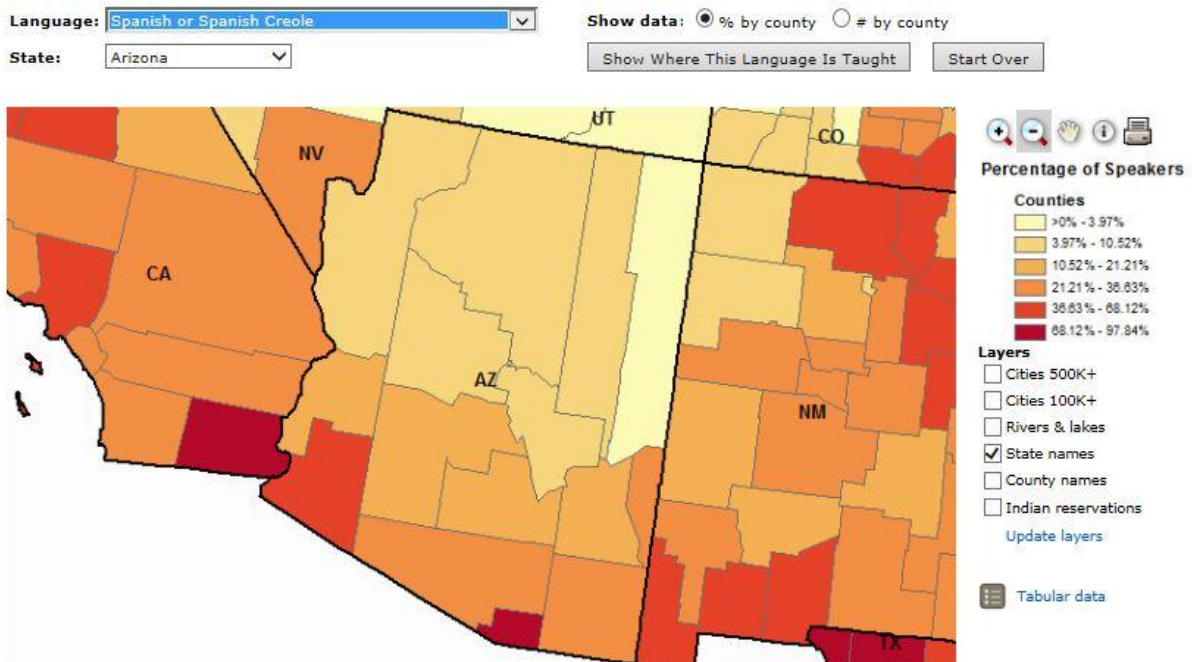 Language: Spanish or Spanish Creole
Show data: % by county # by county
State: Arizona
Show Where This Language Is Taught Start Over
UT
CO
NV
CA
AZ
NM
TX
Percentage of Speakers
Counties
>0% - 3.97%
3.97% - 10.52%
10.52% - 21.21%
21.21% - 36.63%
36.63% - 68.12%
68.12% - 97.84%
Layers
Cities 500K+
Cities 100K+
Rivers & lakes
State names
County names
Indian reservations
Update layers
Tabular data